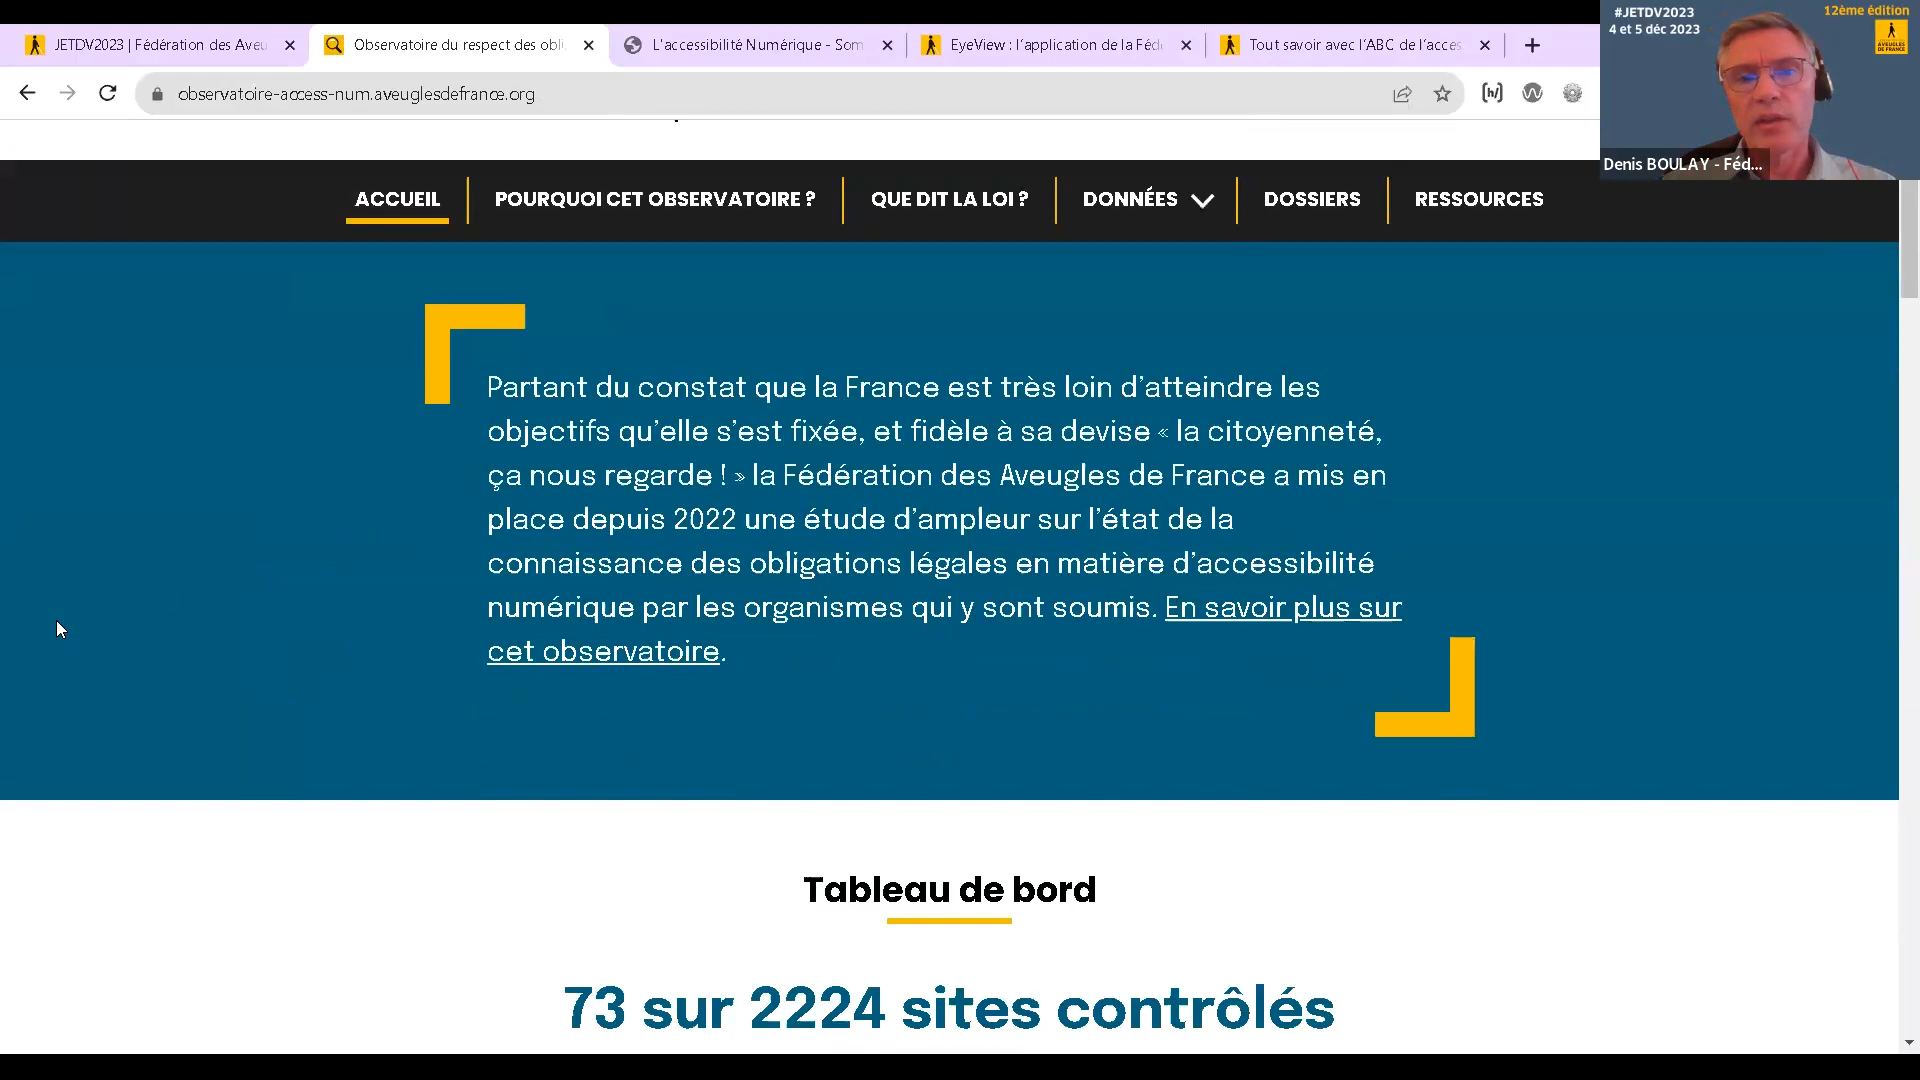 JETDV2023 | Fédération des Aveu
Observatoire du respect des obli
L'accessibilité Numérique - Som
EyeView : l'application de la Féd
Tout savoir avec l'ABC de l'acces
observatoire-access-num.aveuglesdefrance.org
#JETDV2023
4 et 5 déc 2023
12ème édition
AVEUGLES
DE FRANCE
Denis BOULAY - Féd...
ACCUEIL
POURQUOI CET OBSERVATOIRE ?
QUE DIT LA LOI ?
DONNÉES
DOSSIERS
RESSOURCES
Partant du constat que la France est très loin d’atteindre les
objectifs qu’elle s’est fixée, et fidèle à sa devise « la citoyenneté,
ça nous regarde ! » la Fédération des Aveugles de France a mis en
place depuis 2022 une étude d’ampleur sur l’état de la
connaissance des obligations légales en matière d’accessibilité
numérique par les organismes qui y sont soumis. En savoir plus sur
cet observatoire.
Tableau de bord
73 sur 2224 sites contrôlés